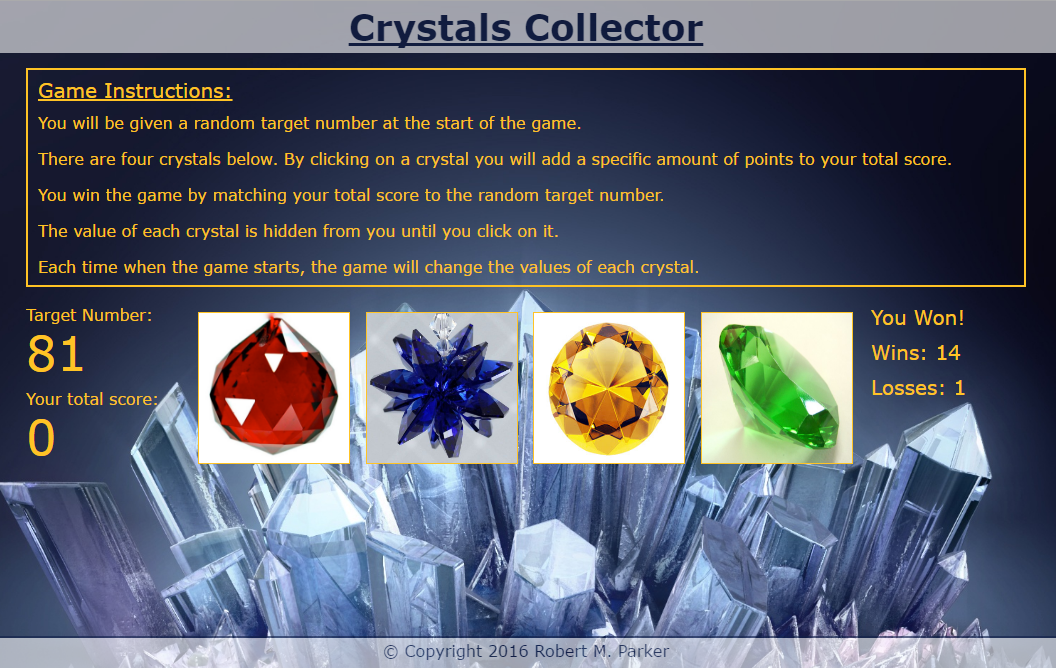 Crystals Collector
Game Instructions:
You will be given a random target number at the start of the game.
There are four crystals below. By clicking on a crystal you will add a specific amount of points to your total score.
You win the game by matching your total score to the random target number.
The value of each crystal is hidden from you until you click on it.
Each time when the game starts, the game will change the values of each crystal.
Target Number:
81
Your total score:
0
You Won!
Wins: 14
Losses: 1
© Copyright 2016 Robert M. Parker